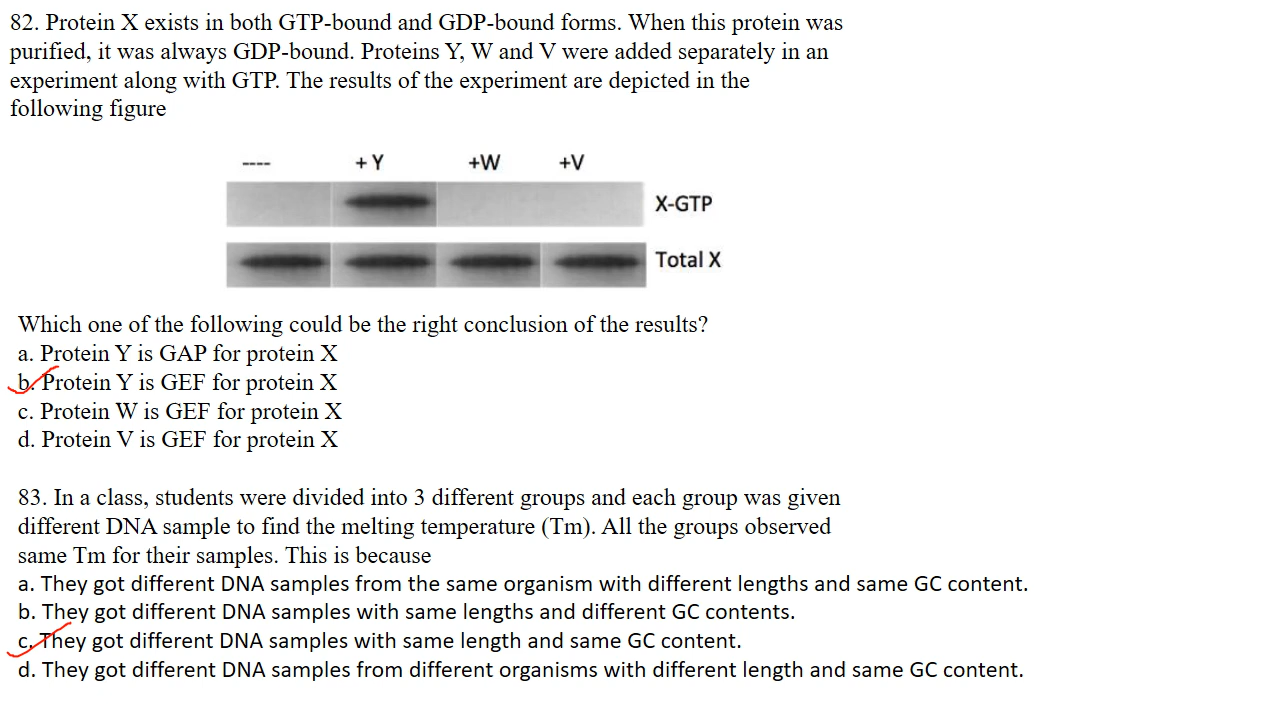 82. Protein X exists in both GTP-bound and GDP-bound forms. When this protein was
purified, it was always GDP-bound. Proteins Y, W and V were added separately in an
experiment along with GTP. The results of the experiment are depicted in the
following figure
---- + Y +W +V
X-GTP
Total X
Which one of the following could be the right conclusion of the results?
a. Protein Y is GAP for protein X
b. Protein Y is GEF for protein X
c. Protein W is GEF for protein X
d. Protein V is GEF for protein X
83. In a class, students were divided into 3 different groups and each group was given
different DNA sample to find the melting temperature (Tm). All the groups observed
same Tm for their samples. This is because
a. They got different DNA samples from the same organism with different lengths and same GC content.
b. They got different DNA samples with same lengths and different GC contents.
c. They got different DNA samples with same length and same GC content.
d. They got different DNA samples from different organisms with different length and same GC content.